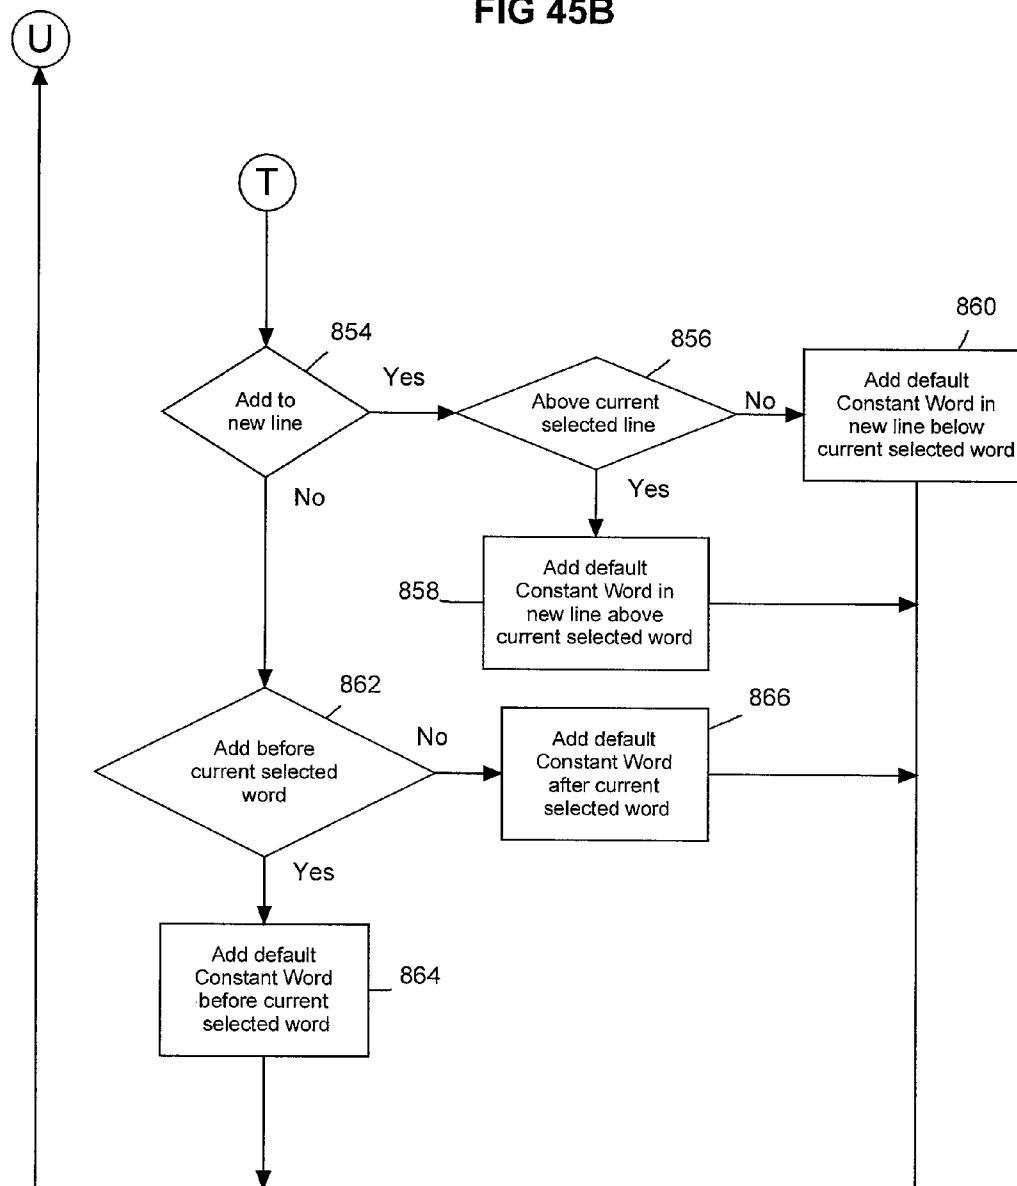 FIG 45B
U
T
854
Add to
new line
Yes
856
Above current
selected line
No
860
Add default
Constant Word in
new line below
current selected word
No
Yes
858
Add default
Constant Word in
new line above
current selected word
862
Add before
current selected
word
No
866
Add default
Constant Word
after current
selected word
Yes
864
Add default
Constant Word
before current
selected word